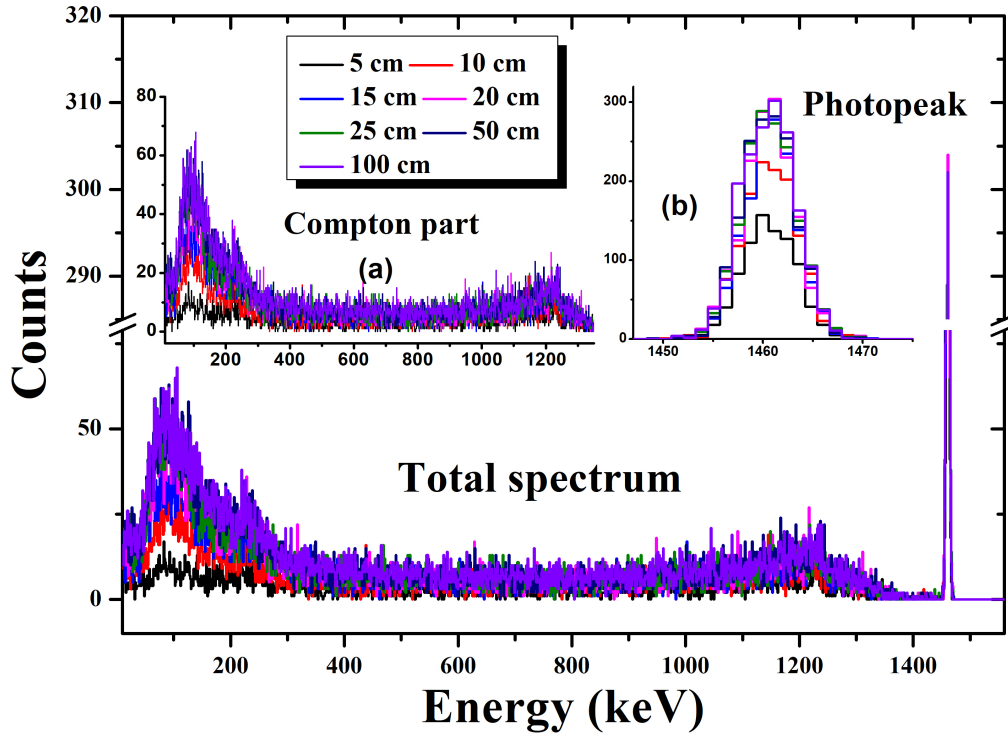 320
310
300
290
50
0
Counts
200 400 600 800 1000 1200 1400
Energy (keV)
5 cm 10 cm
15 cm 20 cm
25 cm 50 cm
100 cm
80
60
40
20
0
200 400 600 800 1000 1200
Compton part
(a)
300
200
100
0
1450 1460 1470
Photopeak
(b)
Total spectrum